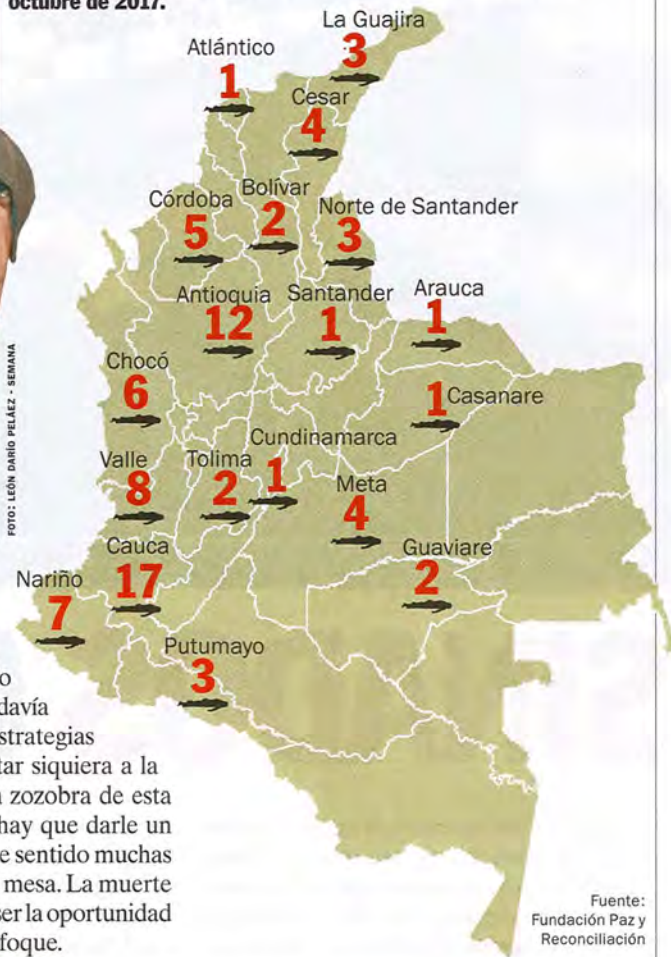 octubre de 2017.
La Guajira
3
Atlántico
1
Cesar
4
Bolívar
2
Córdoba
5
Norte de Santander
3
Antioquia
12
Santander
1
Arauca
1
Chocó
6
Casanare
1
Cundinamarca
1
Valle
8
Tolima
2
Meta
4
Cauca
17
Guaviare
2
Nariño
7
Putumayo
3
FOTO: LEÓN DARÍO PELÁEZ - SEMANA
o
davía
strategias
tar siquiera a la
zozobra de esta
hay que darle un
e sentido muchas
mesa. La muerte
ser la oportunidad
foque.
Fuente:
Fundación Paz y
Reconciliación